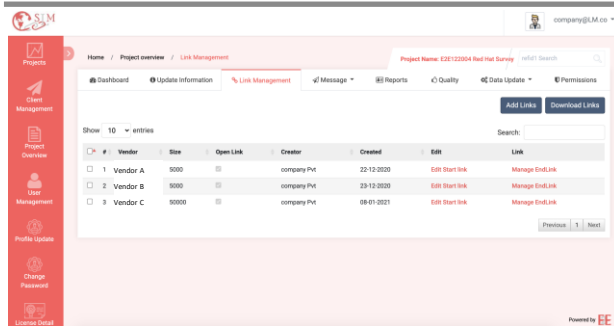 SJM
company@LM.co
Projects
Client
Management
Project
Overview
User
Management
Profile Update
Change
Password
License Detail
Home / Project overview / Link Management
Project Name: E2E122004 Red Hat Survey
refid1 Search
Dashboard Update Information Link Management Message Reports Quality Data Update Permissions
Add Links Download Links
Show 10 entries Search:
# Vendor Size Open Link Creator Created Edit Link
1 Vendor A 5000 company Pvt 22-12-2020 Edit Start link Manage EndLink
2 Vendor B 5000 company Pvt 23-12-2020 Edit Start link Manage EndLink
3 Vendor C 50000 company Pvt 08-01-2021 Edit Start link Manage EndLink
Previous 1 Next
Powered by EE